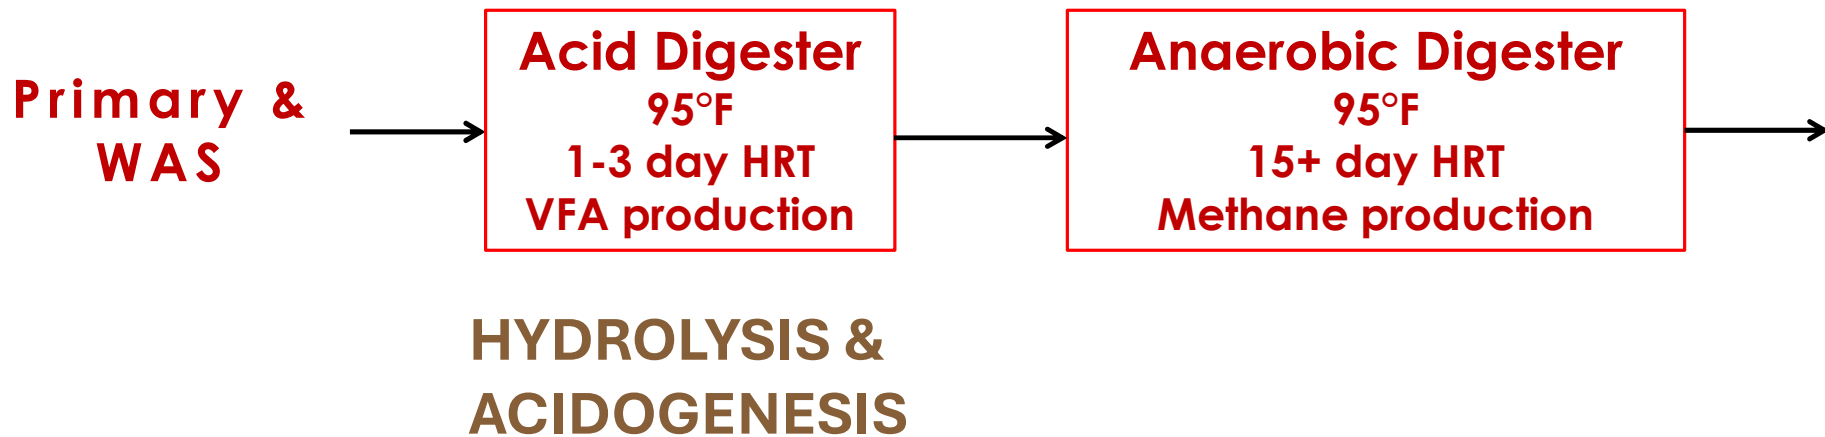 Primary &
WAS
Acid Digester
95°F
1-3 day HRT
VFA production
Anaerobic Digester
95°F
15+ day HRT
Methane production
HYDROLYSIS &
ACIDOGENESIS